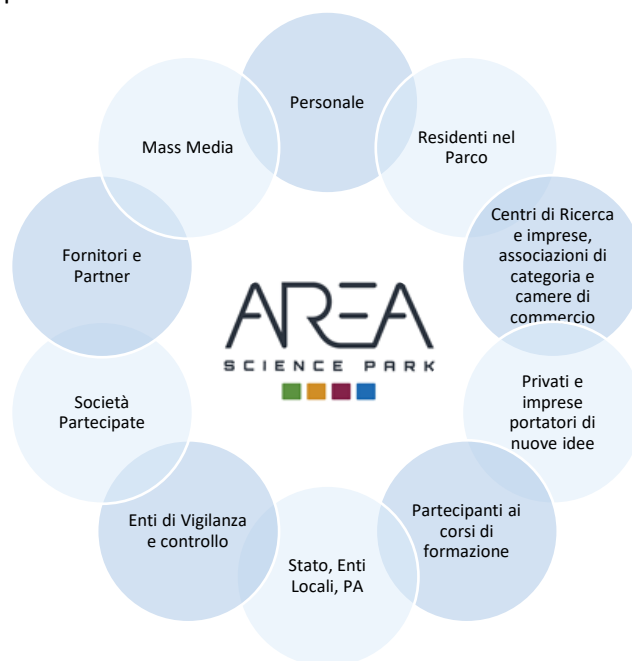 Personale
Mass Media
Residenti nel
Parco
Centri di Ricerca
e imprese,
associazioni di
categoria e
camere di
commercio
Fornitori e
Partner
AREA
SCIENCE PARK
Privati e
imprese
portatori di
nuove idee
Società
Partecipate
Partecipanti ai
corsi di
formazione
Enti di Vigilanza
e controllo
Stato, Enti
Locali, PA